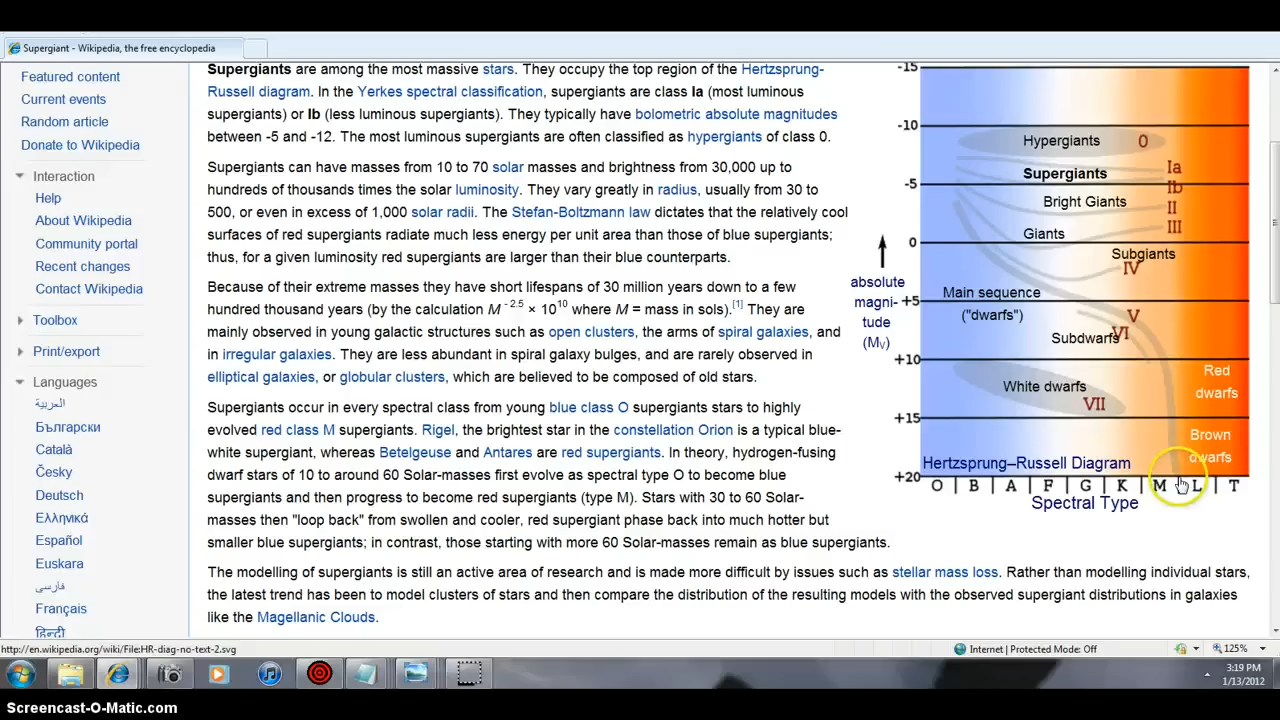 Supergiant - Wikipedia, the free encyclopedia
Featured content
Current events
Random article
Donate to Wikipedia
Interaction
Help
About Wikipedia
Community portal
Recent changes
Contact Wikipedia
Toolbox
Print/export
Languages
العربية
Български
Català
Česky
Deutsch
Ελληνικά
Español
Euskara
فارسی
Français
हिन्दी
Supergiants are among the most massive stars. They occupy the top region of the Hertzsprung-
Russell diagram. In the Yerkes spectral classification, supergiants are class Ia (most luminous
supergiants) or Ib (less luminous supergiants). They typically have bolometric absolute magnitudes
between -5 and -12. The most luminous supergiants are often classified as hypergiants of class 0.
Supergiants can have masses from 10 to 70 solar masses and brightness from 30,000 up to
hundreds of thousands times the solar luminosity. They vary greatly in radius, usually from 30 to
500, or even in excess of 1,000 solar radii. The Stefan-Boltzmann law dictates that the relatively cool
surfaces of red supergiants radiate much less energy per unit area than those of blue supergiants;
thus, for a given luminosity red supergiants are larger than their blue counterparts.
Because of their extreme masses they have short lifespans of 30 million years down to a few
hundred thousand years (by the calculation M -2.5 × 10 10 where M = mass in sols).[1] They are
mainly observed in young galactic structures such as open clusters, the arms of spiral galaxies, and
in irregular galaxies. They are less abundant in spiral galaxy bulges, and are rarely observed in
elliptical galaxies, or globular clusters, which are believed to be composed of old stars.
Supergiants occur in every spectral class from young blue class O supergiants stars to highly
evolved red class M supergiants. Rigel, the brightest star in the constellation Orion is a typical blue-
white supergiant, whereas Betelgeuse and Antares are red supergiants. In theory, hydrogen-fusing
dwarf stars of 10 to around 60 Solar-masses first evolve as spectral type O to become blue
supergiants and then progress to become red supergiants (type M). Stars with 30 to 60 Solar-
masses then "loop back" from swollen and cooler, red supergiant phase back into much hotter but
smaller blue supergiants; in contrast, those starting with more 60 Solar-masses remain as blue supergiants.
The modelling of supergiants is still an active area of research and is made more difficult by issues such as stellar mass loss. Rather than modelling individual stars,
the latest trend has been to model clusters of stars and then compare the distribution of the resulting models with the observed supergiant distributions in galaxies
like the Magellanic Clouds.
-15
-10
Hypergiants 0
Supergiants Ia
-5 Ib
Bright Giants II
Giants III
0
Subgiants
IV
absolute
magni-
tude
(MV)
Main sequence
("dwarfs")
+5
V
Subdwarfs VI
+10
Red
dwarfs
White dwarfs
VII
+15
Brown
dwarfs
Hertzsprung–Russell Diagram
+20
O | B | A | F | G | K | M L | T
Spectral Type
http://en.wikipedia.org/wiki/File:HR-diag-no-text-2.svg
Internet | Protected Mode: Off
125%
3:19 PM
1/13/2012
Screencast-O-Matic.com